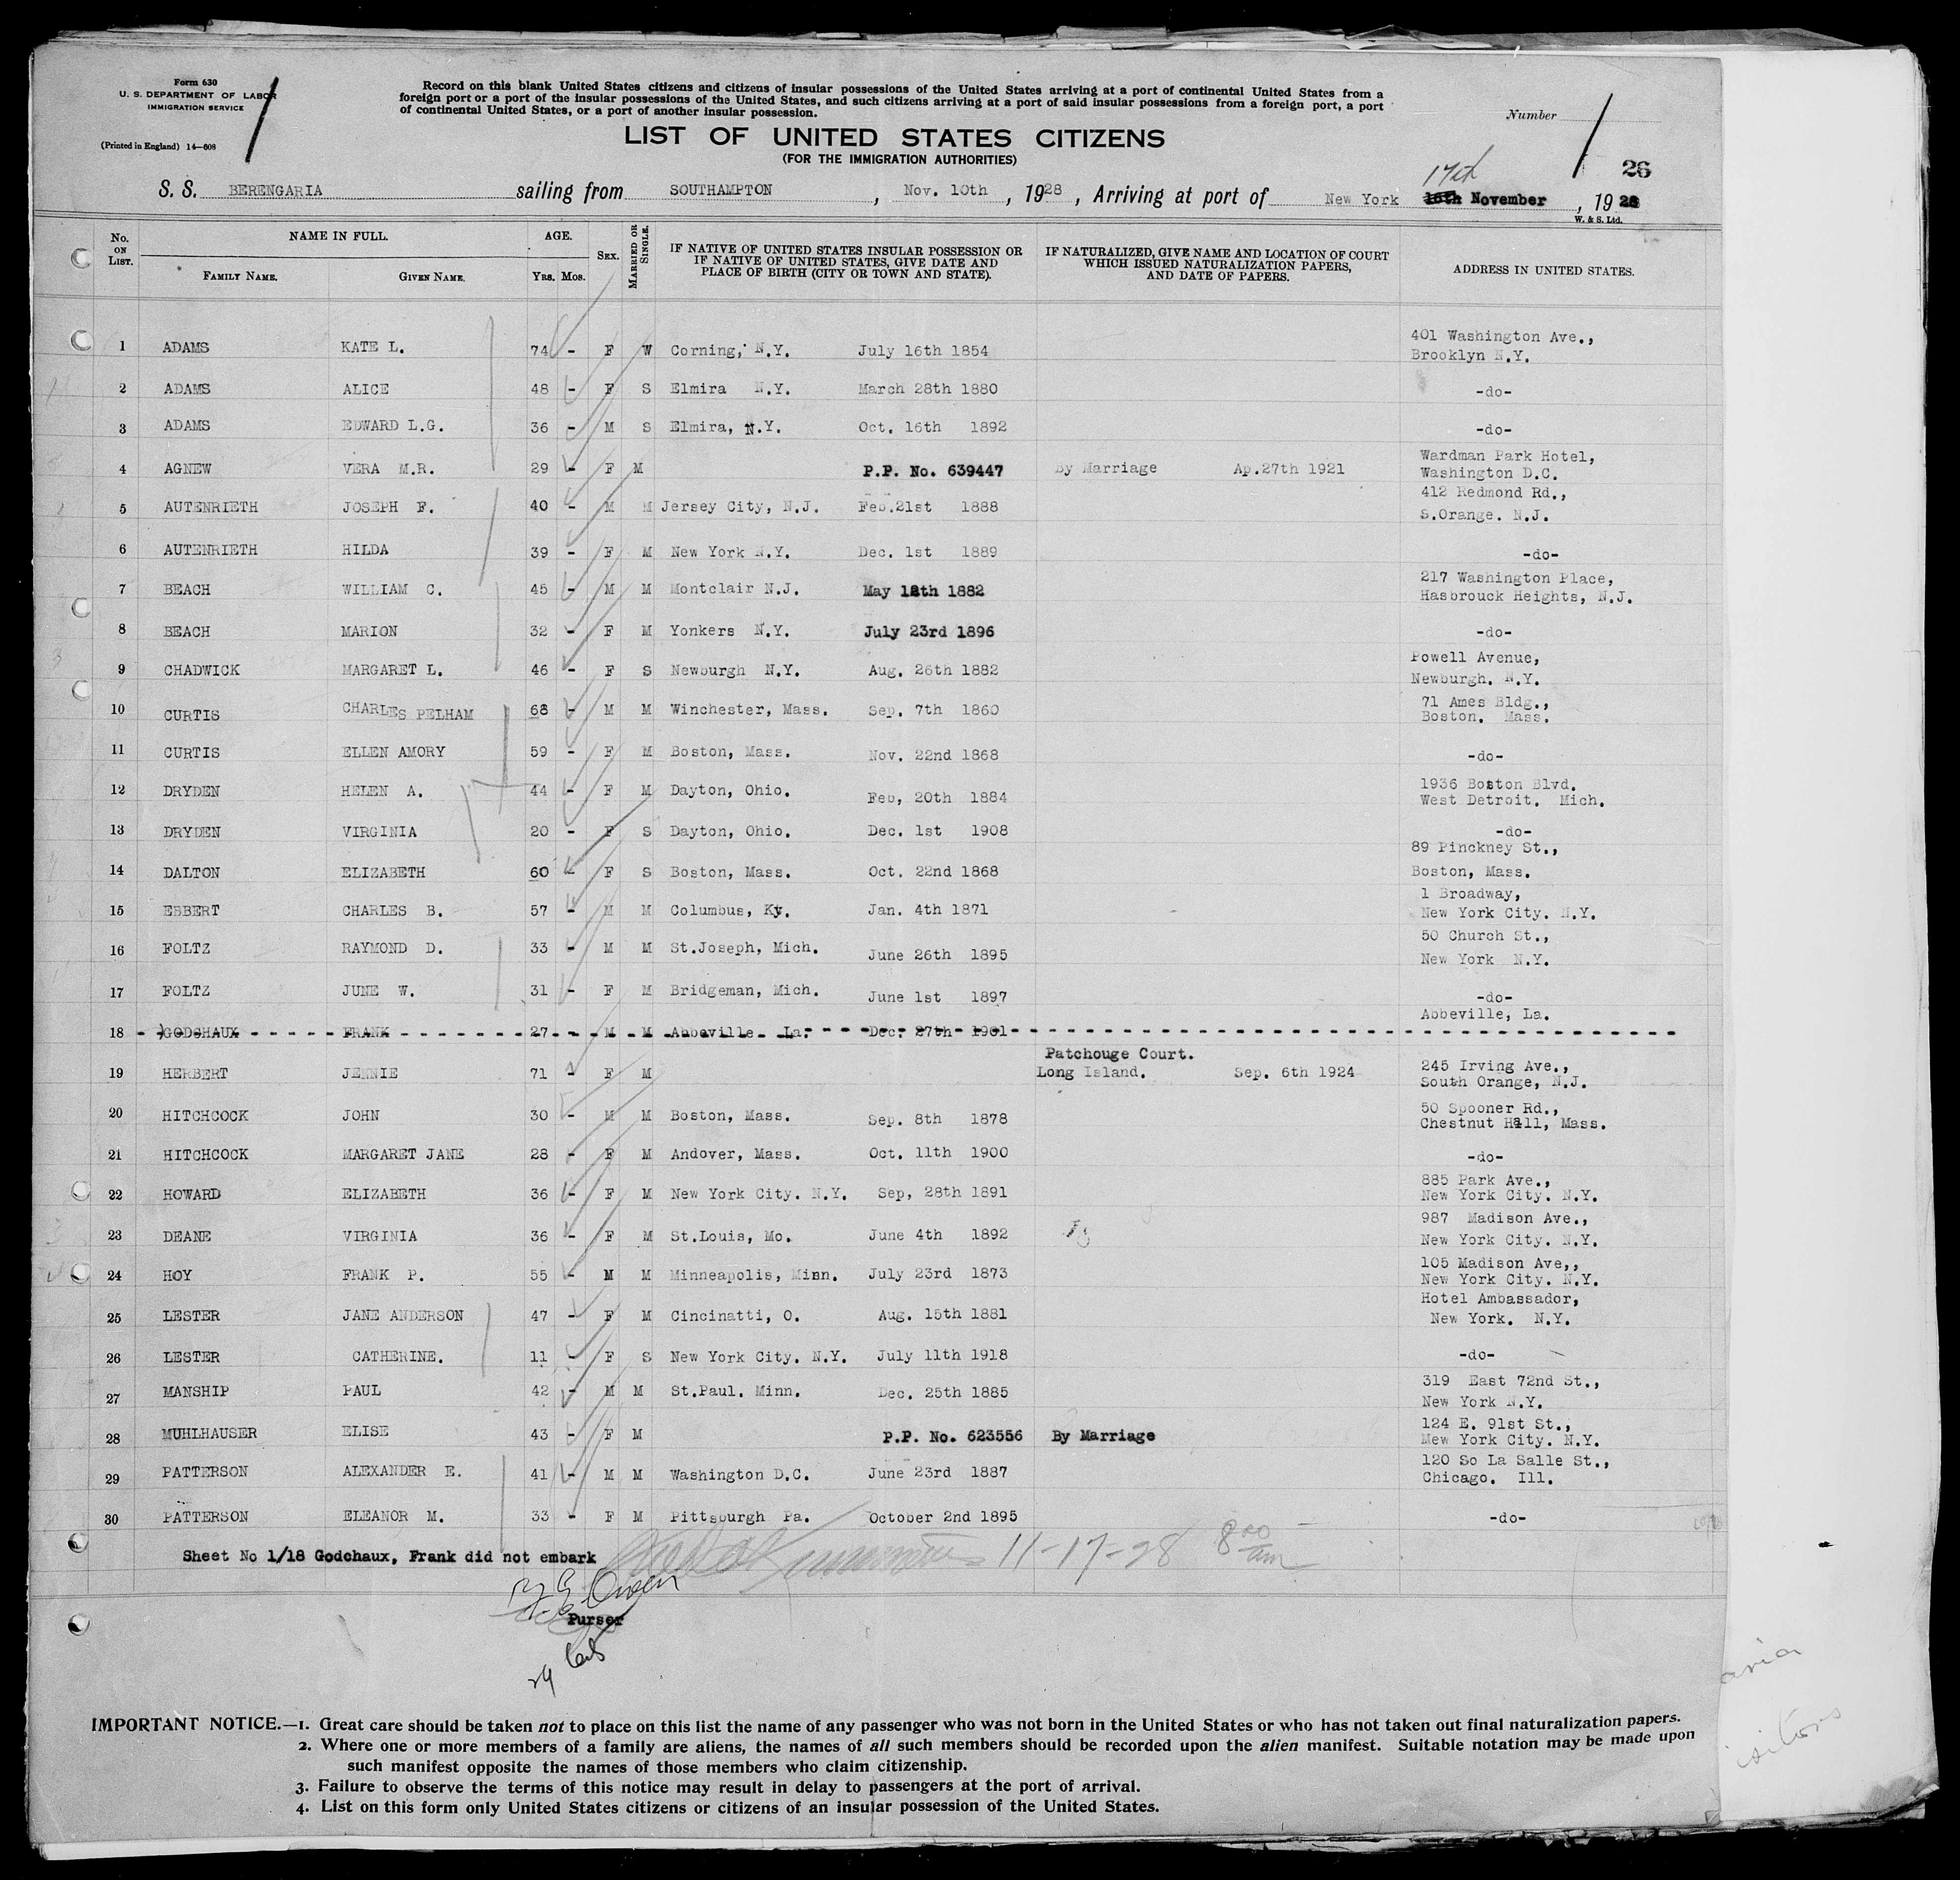 Form 630
U. S. DEPARTMENT OF LABOR
IMMIGRATION SERVICE
(Printed in England) 14—608
Record on this blank United States citizens and citizens of insular possessions of the United States arriving at a port of continental United States from a
foreign port or a port of the insular possessions of the United States, and such citizens arriving at a port of said insular possessions from a foreign port, a port
of continental United States, or a port of another insular possession.
Number
LIST OF UNITED STATES CITIZENS
(FOR THE IMMIGRATION AUTHORITIES)
26
17th
S. S. BERENGARIA sailing from SOUTHAMPTON, Nov. 10th, 1928, Arriving at port of New York 16th November, 1928
W. & S. Ltd.
No. ON LIST. NAME IN FULL. FAMILY NAME. GIVEN NAME. AGE. Yrs. Mos. SEX. MARRIED OR SINGLE. IF NATIVE OF UNITED STATES INSULAR POSSESSION OR IF NATIVE OF UNITED STATES, GIVE DATE AND PLACE OF BIRTH (CITY OR TOWN AND STATE). IF NATURALIZED, GIVE NAME AND LOCATION OF COURT WHICH ISSUED NATURALIZATION PAPERS, AND DATE OF PAPERS. ADDRESS IN UNITED STATES.
1 ADAMS KATE L. 74 - F W Corning, N.Y. July 16th 1854 401 Washington Ave., Brooklyn N.Y.
2 ADAMS ALICE 48 - F S Elmira N.Y. March 28th 1880 -do-
3 ADAMS EDWARD L.G. 36 - M S Elmira, N.Y. Oct. 16th 1892 -do-
4 AGNEW VERA M.R. 29 - F M P.P. No. 639447 By Marriage Ap.27th 1921 Wardman Park Hotel, Washington D.C.
5 AUTENRIETH JOSEPH F. 40 - M M Jersey City, N.J. Feb.21st 1888 412 Redmond Rd., S.Orange. N.J.
6 AUTENRIETH HILDA 39 - F M New York N.Y. Dec. 1st 1889 -do-
7 BEACH WILLIAM C. 45 - M M Montclair N.J. May 12th 1882 217 Washington Place, Hasbrouck Heights, N.J.
8 BEACH MARION 32 - F M Yonkers N.Y. July 23rd 1896 -do-
9 CHADWICK MARGARET L. 46 - F S Newburgh N.Y. Aug. 26th 1882 Powell Avenue, Newburgh. N.Y.
10 CURTIS CHARLES PELHAM 68 - M M Winchester, Mass. Sep. 7th 1860 71 Ames Bldg., Boston. Mass.
11 CURTIS ELLEN AMORY 59 - F M Boston, Mass. Nov. 22nd 1868 -do-
12 DRYDEN HELEN A. 44 - F M Dayton, Ohio. Feb, 20th 1884 1936 Boston Blvd. West Detroit. Mich.
13 DRYDEN VIRGINIA 20 - F S Dayton, Ohio. Dec. 1st 1908 -do-
14 DALTON ELIZABETH 60 - F S Boston, Mass. Oct. 22nd 1868 89 Pinckney St., Boston, Mass.
15 EBBERT CHARLES B. 57 - M M Columbus, Ky. Jan. 4th 1871 1 Broadway, New York City. N.Y.
16 FOLTZ RAYMOND D. 33 - M M St.Joseph, Mich. June 26th 1895 50 Church St., New York N.Y.
17 FOLTZ JUNE W. 31 - F M Bridgeman, Mich. June 1st 1897 -do-
18 GODCHAUX FRANK 27 - M M Abbeville La. Dec. 27th 1901 Abbeville, La.
19 HERBERT JENNIE 71 - F M Patchouge Court. Long Island. Sep. 6th 1924 245 Irving Ave., South Orange, N.J.
20 HITCHCOCK JOHN 30 - M M Boston, Mass. Sep. 8th 1878 50 Spooner Rd., Chestnut Hill, Mass.
21 HITCHCOCK MARGARET JANE 28 - F M Andover, Mass. Oct. 11th 1900 -do-
22 HOWARD ELIZABETH 36 - F M New York City. N.Y. Sep, 28th 1891 885 Park Ave., New York City. N.Y.
23 DEANE VIRGINIA 36 - F M St.Louis, Mo. June 4th 1892 987 Madison Ave., New York City. N.Y.
24 HOY FRANK P. 55 - M M Minneapolis, Minn. July 23rd 1873 105 Madison Ave,, New York City. N.Y.
25 LESTER JANE ANDERSON 47 - F M Cincinatti, O. Aug. 15th 1881 Hotel Ambassador, New York. N.Y.
26 LESTER CATHERINE. 11 - F S New York City. N.Y. July 11th 1918 -do-
27 MANSHIP PAUL 42 - M M St.Paul. Minn. Dec. 25th 1885 319 East 72nd St., New York N.Y.
28 MUHLHAUSER ELISE 43 - F M P.P. No. 623556 By Marriage 124 E. 91st St., Mew York City. N.Y.
29 PATTERSON ALEXANDER E. 41 - M M Washington D.C. June 23rd 1887 120 So La Salle St., Chicago. Ill.
30 PATTERSON ELEANOR M. 33 - F M Pittsburgh Pa. October 2nd 1895 -do-
Sheet No 1/18 Godchaux, Frank did not embark
11-17-28 8 00 am
Owen
Purser
29
IMPORTANT NOTICE.—1. Great care should be taken not to place on this list the name of any passenger who was not born in the United States or who has not taken out final naturalization papers.
2. Where one or more members of a family are aliens, the names of all such members should be recorded upon the alien manifest. Suitable notation may be made upon
such manifest opposite the names of those members who claim citizenship.
3. Failure to observe the terms of this notice may result in delay to passengers at the port of arrival.
4. List on this form only United States citizens or citizens of an insular possession of the United States.